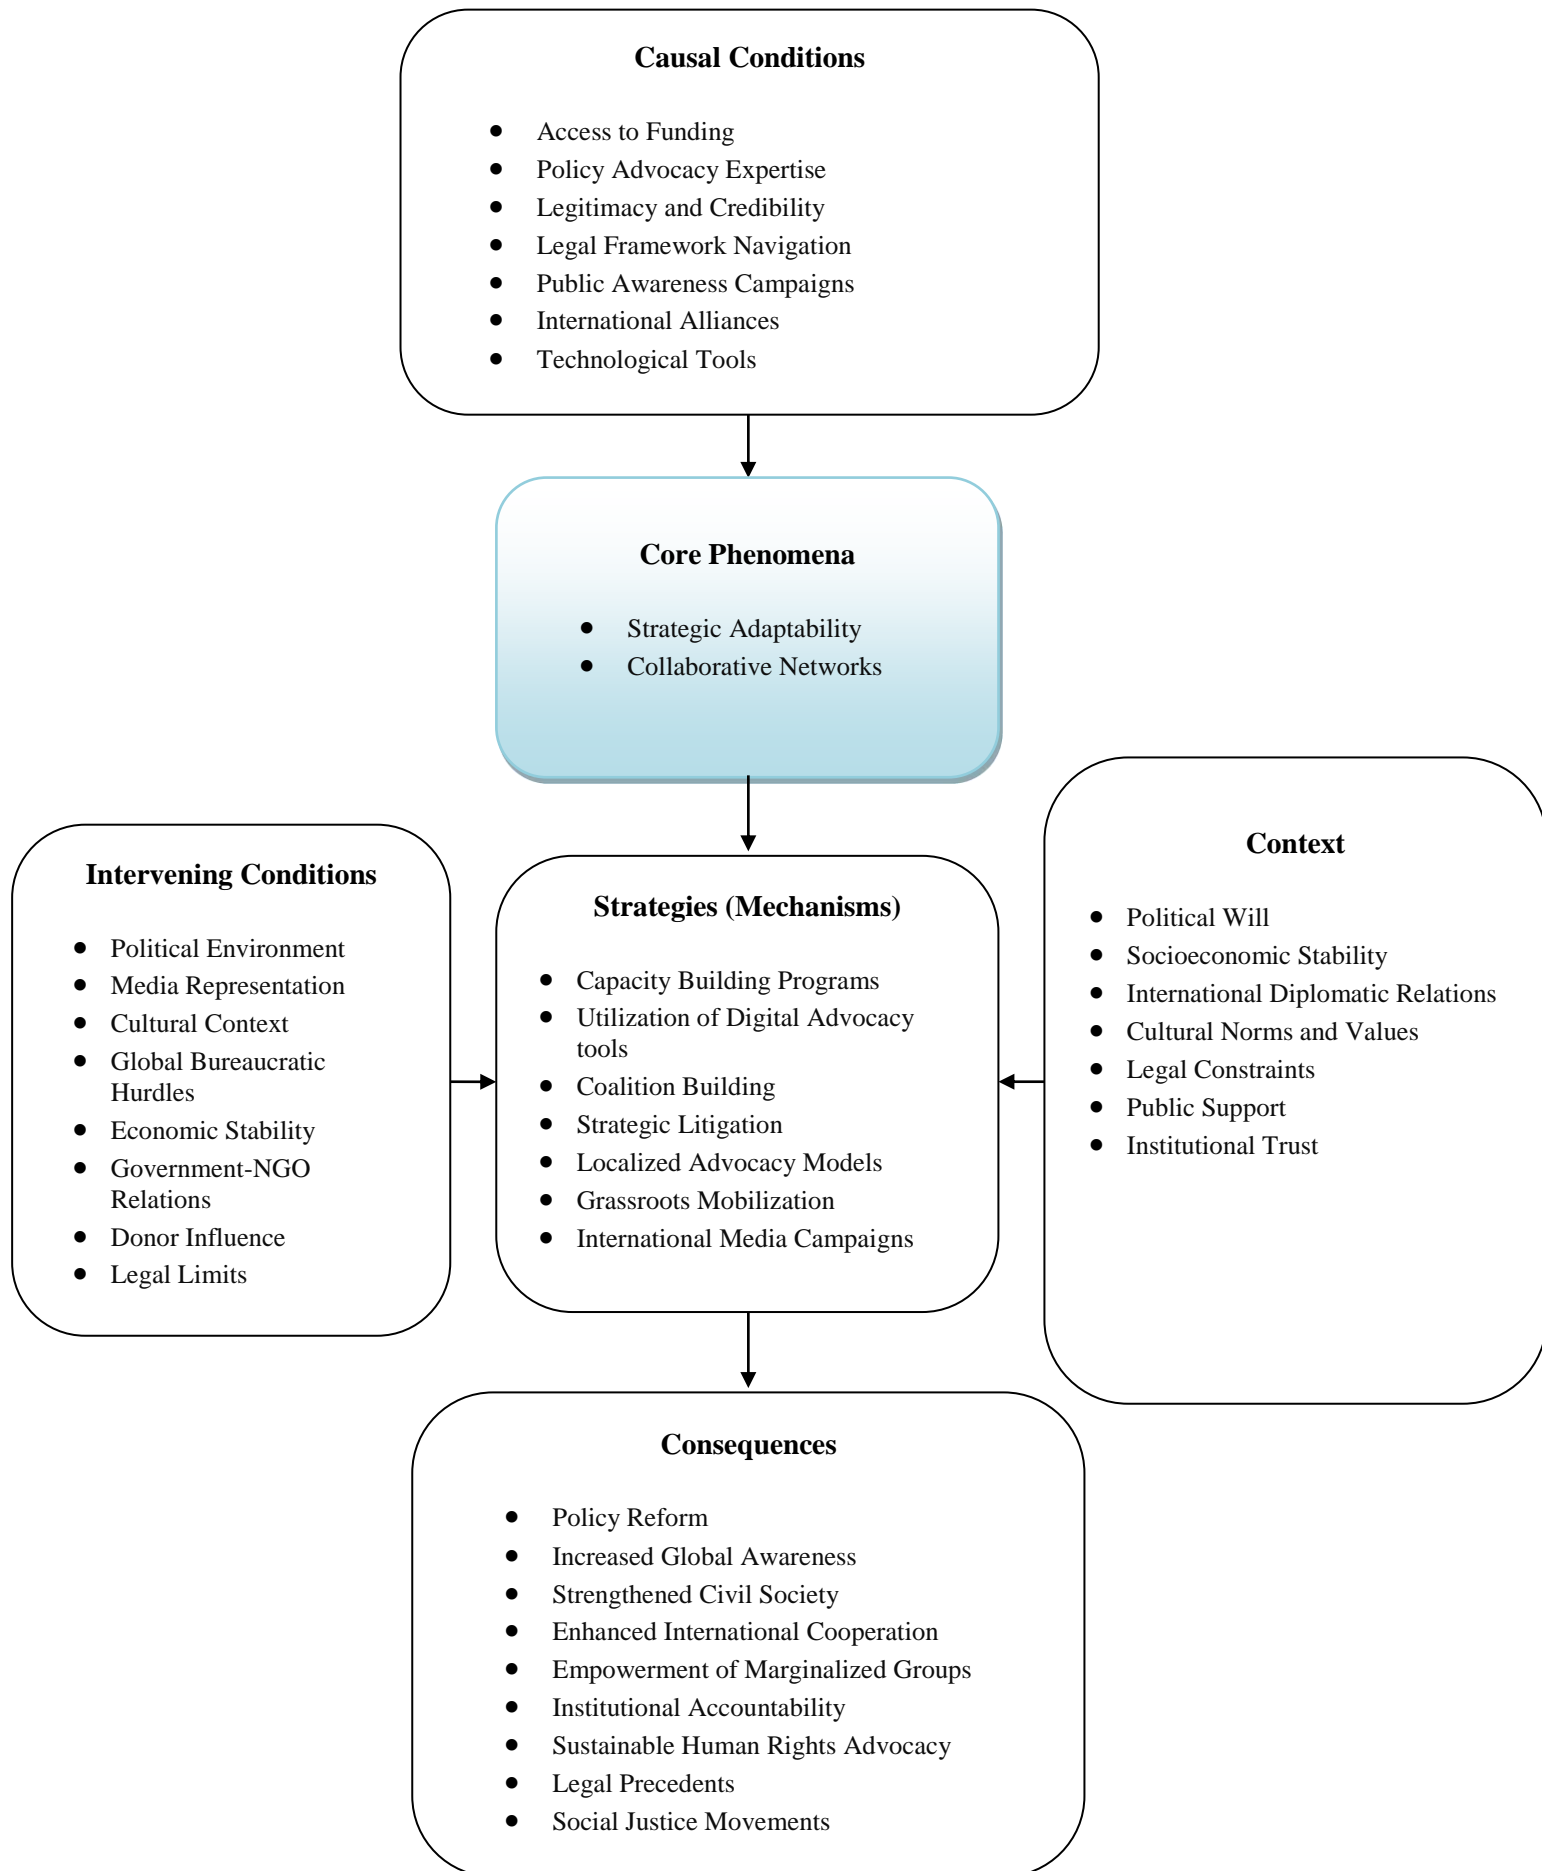 Causal Conditions
• Access to Funding
• Policy Advocacy Expertise
• Legitimacy and Credibility
• Legal Framework Navigation
• Public Awareness Campaigns
• International Alliances
• Technological Tools
Core Phenomena
• Strategic Adaptability
• Collaborative Networks
Intervening Conditions
• Political Environment
• Media Representation
• Cultural Context
• Global Bureaucratic
Hurdles
• Economic Stability
• Government-NGO
Relations
• Donor Influence
• Legal Limits
Strategies (Mechanisms)
• Capacity Building Programs
• Utilization of Digital Advocacy
tools
• Coalition Building
• Strategic Litigation
• Localized Advocacy Models
• Grassroots Mobilization
• International Media Campaigns
Context
• Political Will
• Socioeconomic Stability
• International Diplomatic Relations
• Cultural Norms and Values
• Legal Constraints
• Public Support
• Institutional Trust
Consequences
• Policy Reform
• Increased Global Awareness
• Strengthened Civil Society
• Enhanced International Cooperation
• Empowerment of Marginalized Groups
• Institutional Accountability
• Sustainable Human Rights Advocacy
• Legal Precedents
• Social Justice Movements